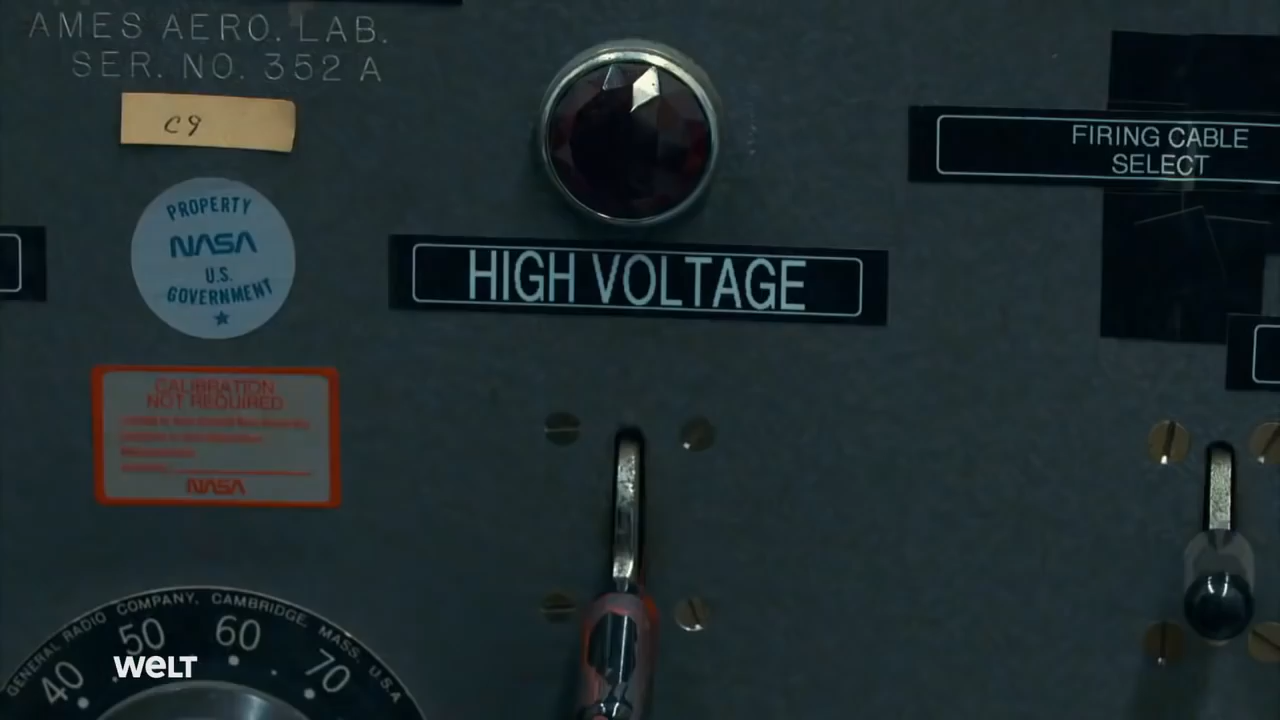 AMES AERO. LAB.
SER. NO. 352 A
C9
PROPERTY
NASA
U.S.
GOVERNMENT
HIGH VOLTAGE
FIRING CABLE
SELECT
CALIBRATION
NOT REQUIRED
NASA
GENERAL RADIO COMPANY, CAMBRIDGE, MASS. U.S.A
40 50 60 70
welt